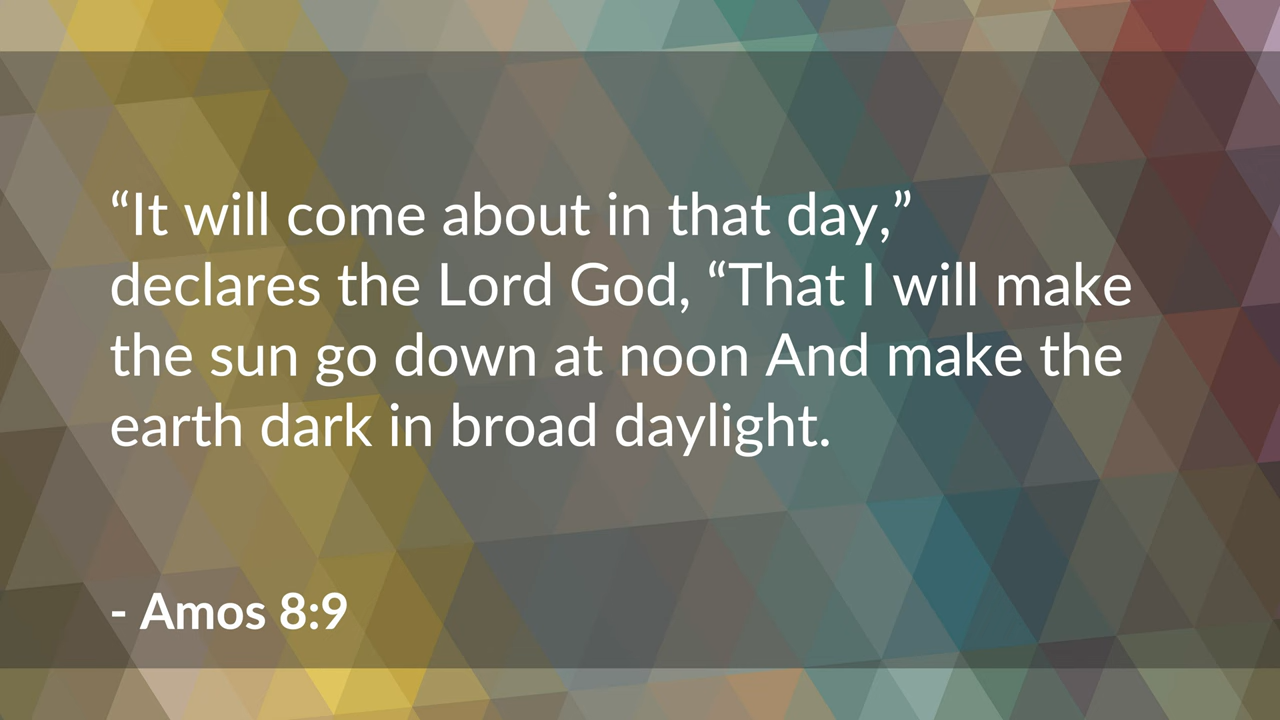 “It will come about in that day,”
declares the Lord God, “That I will make
the sun go down at noon And make the
earth dark in broad daylight.
- Amos 8:9